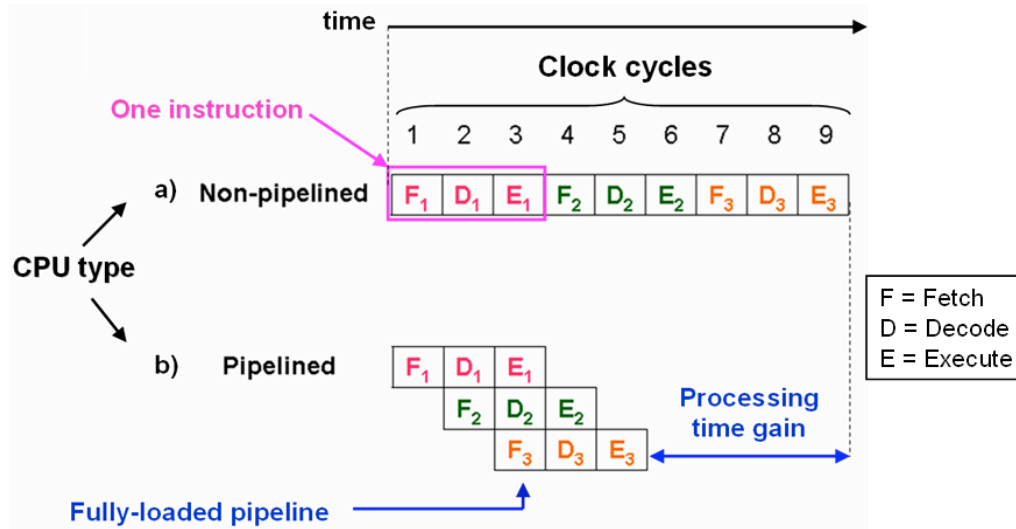 time
Clock cycles
One instruction
1 2 3 4 5 6 7 8 9
a) Non-pipelined F₁ D₁ E₁ F₂ D₂ E₂ F₃ D₃ E₃
CPU type
F = Fetch
D = Decode
E = Execute
b) Pipelined F₁ D₁ E₁
F₂ D₂ E₂
Processing
time gain
F₃ D₃ E₃
Fully-loaded pipeline